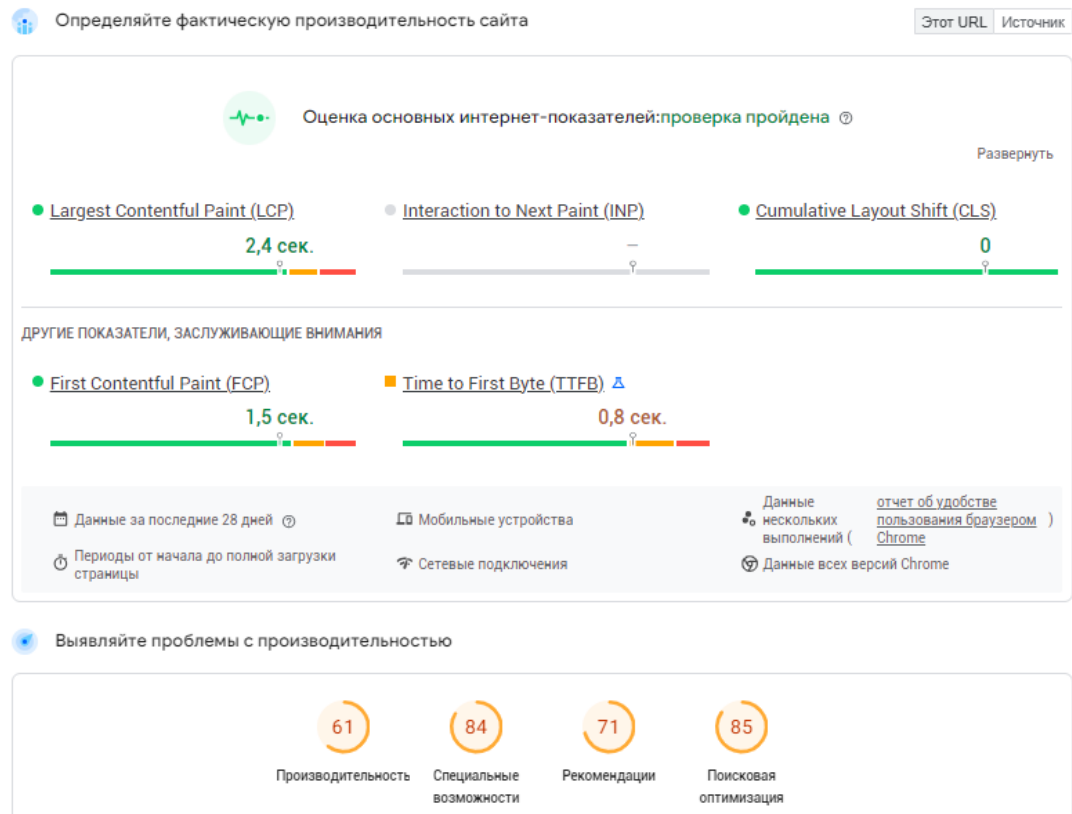 Определяйте фактическую производительность сайта
Этот URL Источник
Оценка основных интернет-показателей:проверка пройдена
Развернуть
Largest Contentful Paint (LCP)
2,4 сек.
Interaction to Next Paint (INP)
—
Cumulative Layout Shift (CLS)
0
ДРУГИЕ ПОКАЗАТЕЛИ, ЗАСЛУЖИВАЮЩИЕ ВНИМАНИЯ
First Contentful Paint (FCP)
1,5 сек.
Time to First Byte (TTFB)
0,8 сек.
Данные за последние 28 дней
Мобильные устройства
Данные
нескольких
выполнений (
отчет об удобстве
пользования браузером )
Chrome
Периоды от начала до полной загрузки
страницы
Сетевые подключения
Данные всех версий Chrome
Выявляйте проблемы с производительностью
61
Производительность
84
Специальные
возможности
71
Рекомендации
85
Поисковая
оптимизация